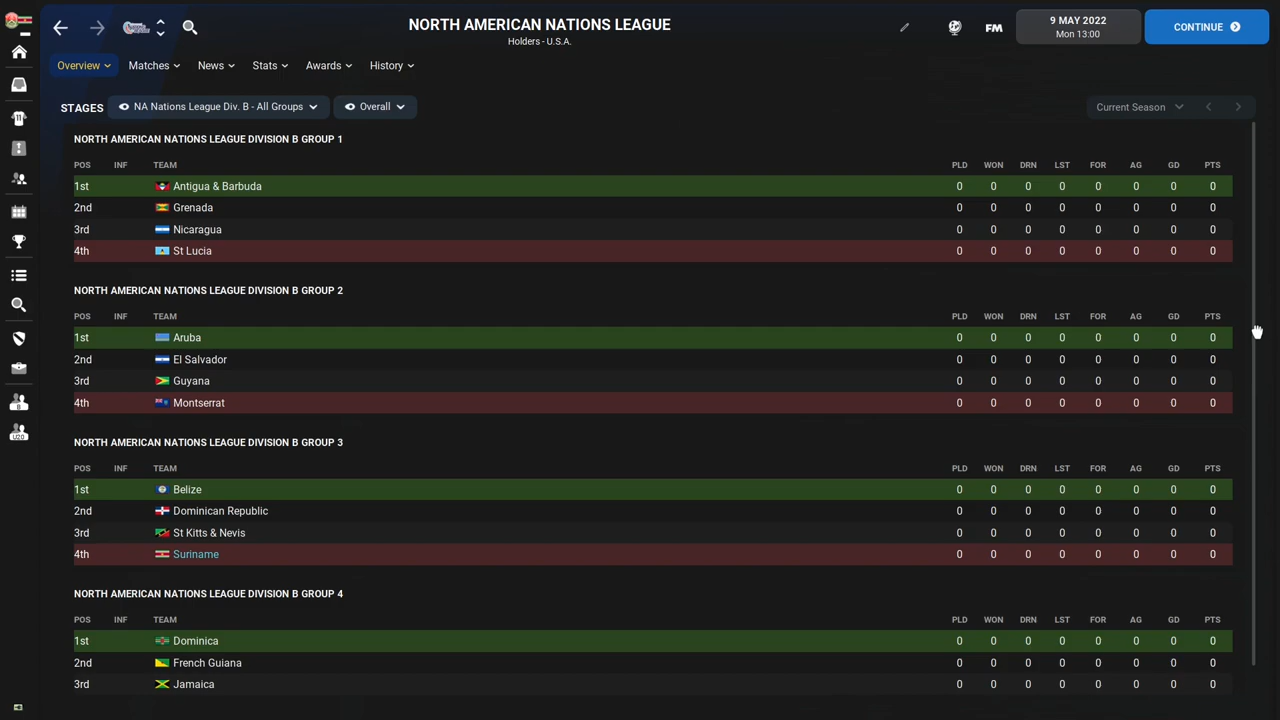 NORTH AMERICAN NATIONS LEAGUE
Holders - U.S.A.
FM
9 MAY 2022
Mon 13:00
CONTINUE
Overview Matches News Stats Awards History
STAGES NA Nations League Div. B - All Groups Overall Current Season
NORTH AMERICAN NATIONS LEAGUE DIVISION B GROUP 1
POS INF TEAM PLD WON DRN LST FOR AG GD PTS
1st Antigua & Barbuda 0 0 0 0 0 0 0 0
2nd Grenada 0 0 0 0 0 0 0 0
3rd Nicaragua 0 0 0 0 0 0 0 0
4th St Lucia 0 0 0 0 0 0 0 0
NORTH AMERICAN NATIONS LEAGUE DIVISION B GROUP 2
POS INF TEAM PLD WON DRN LST FOR AG GD PTS
1st Aruba 0 0 0 0 0 0 0 0
2nd El Salvador 0 0 0 0 0 0 0 0
3rd Guyana 0 0 0 0 0 0 0 0
4th Montserrat 0 0 0 0 0 0 0 0
NORTH AMERICAN NATIONS LEAGUE DIVISION B GROUP 3
POS INF TEAM PLD WON DRN LST FOR AG GD PTS
1st Belize 0 0 0 0 0 0 0 0
2nd Dominican Republic 0 0 0 0 0 0 0 0
3rd St Kitts & Nevis 0 0 0 0 0 0 0 0
4th Suriname 0 0 0 0 0 0 0 0
NORTH AMERICAN NATIONS LEAGUE DIVISION B GROUP 4
POS INF TEAM PLD WON DRN LST FOR AG GD PTS
1st Dominica 0 0 0 0 0 0 0 0
2nd French Guiana 0 0 0 0 0 0 0 0
3rd Jamaica 0 0 0 0 0 0 0 0
11
B
U20